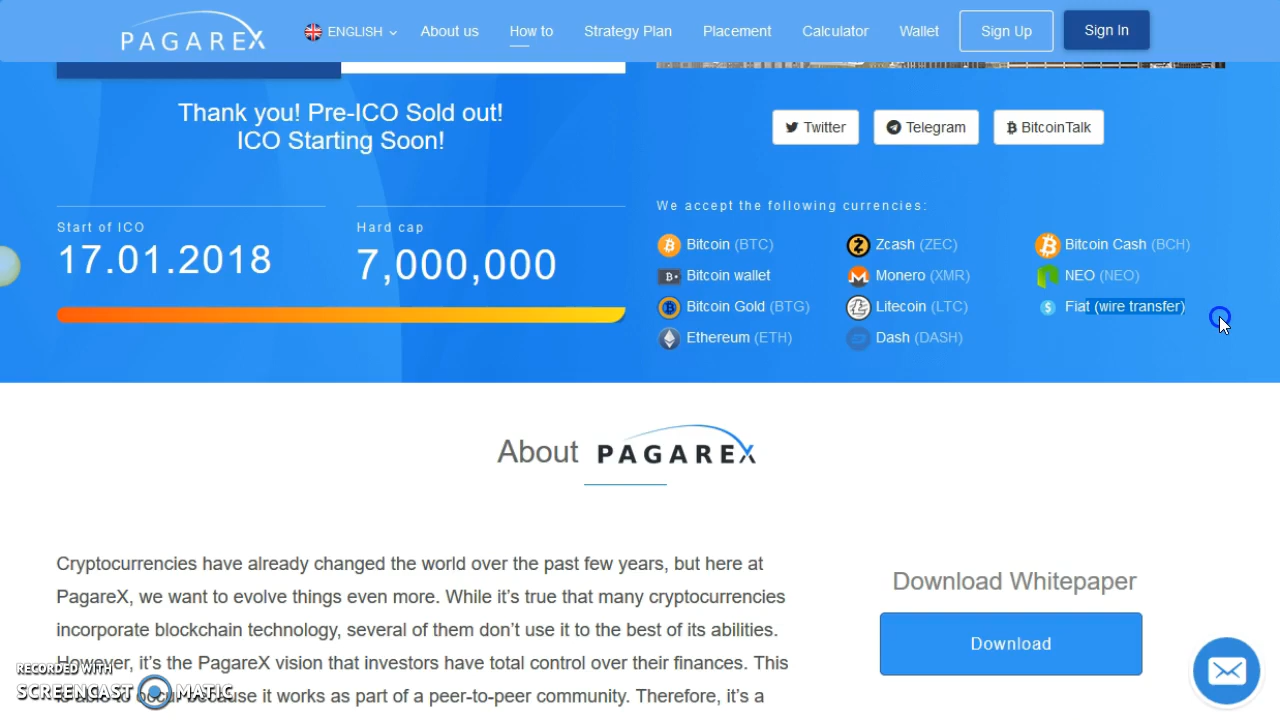 PAGAREX
ENGLISH
About us
How to
Strategy Plan
Placement
Calculator
Wallet
Sign Up
Sign In
Thank you! Pre-ICO Sold out!
ICO Starting Soon!
Start of ICO
17.01.2018
Hard cap
7,000,000
Twitter
Telegram
BitcoinTalk
We accept the following currencies:
Bitcoin (BTC)
Bitcoin wallet
Bitcoin Gold (BTG)
Ethereum (ETH)
Zcash (ZEC)
Monero (XMR)
Litecoin (LTC)
Dash (DASH)
Bitcoin Cash (BCH)
NEO (NEO)
Fiat (wire transfer)
About PAGAREX
Cryptocurrencies have already changed the world over the past few years, but here at
PagareX, we want to evolve things even more. While it's true that many cryptocurrencies
incorporate blockchain technology, several of them don't use it to the best of its abilities.
However, it's the PagareX vision that investors have total control over their finances. This
is able to occur because it works as part of a peer-to-peer community. Therefore, it's a
Download Whitepaper
Download
RECORDED WITH
SCREENCAST MATIC